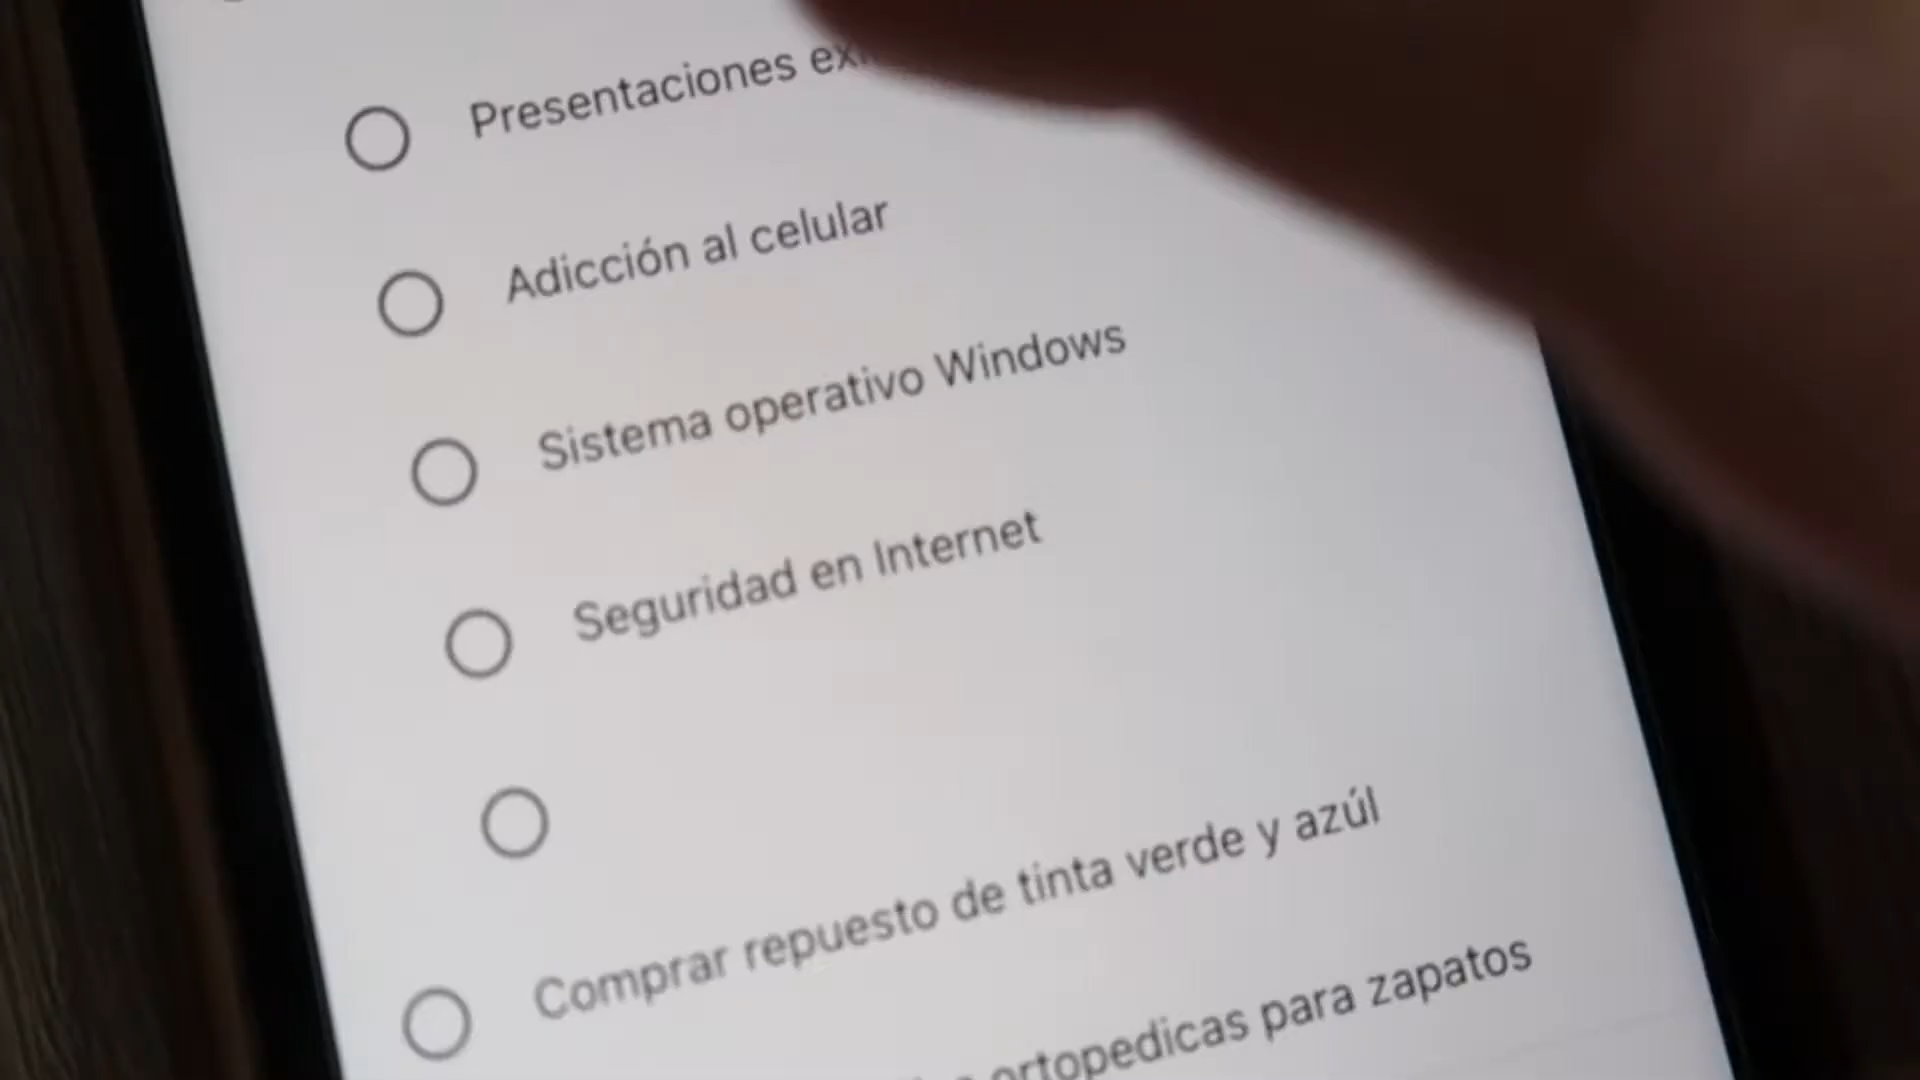 Presentaciones
Adicción al celular
Sistema operativo Windows
Seguridad en Internet
Comprar repuesto de tinta verde y azúl
ortopedicas para zapatos